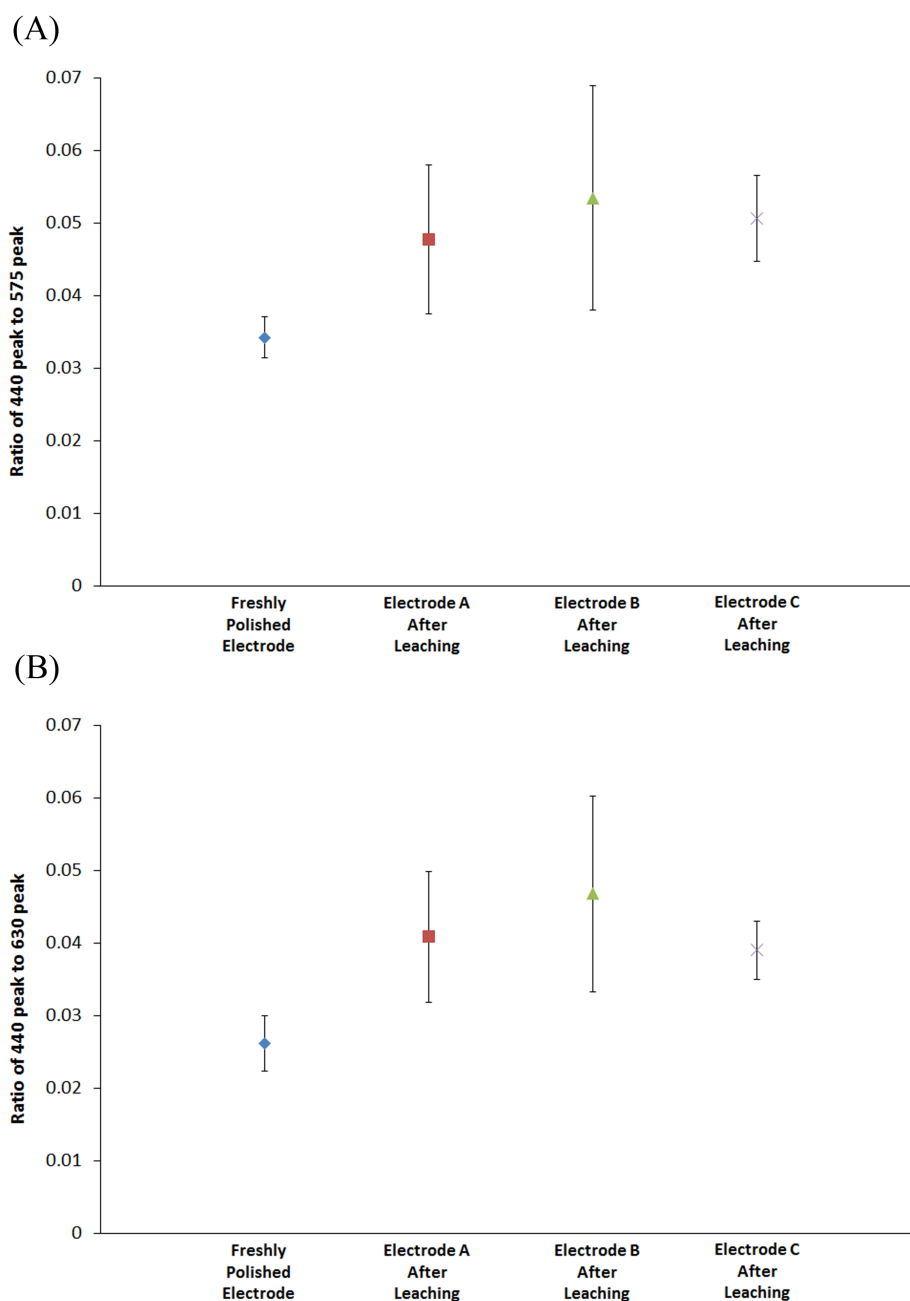 (A)
0.07
0.06
0.05
0.04
0.03
0.02
0.01
0
Ratio of 440 peak to 575 peak
Freshly
Polished
Electrode
Electrode A
After
Leaching
Electrode B
After
Leaching
Electrode C
After
Leaching
(B)
0.07
0.06
0.05
0.04
0.03
0.02
0.01
0
Ratio of 440 peak to 630 peak
Freshly
Polished
Electrode
Electrode A
After
Leaching
Electrode B
After
Leaching
Electrode C
After
Leaching